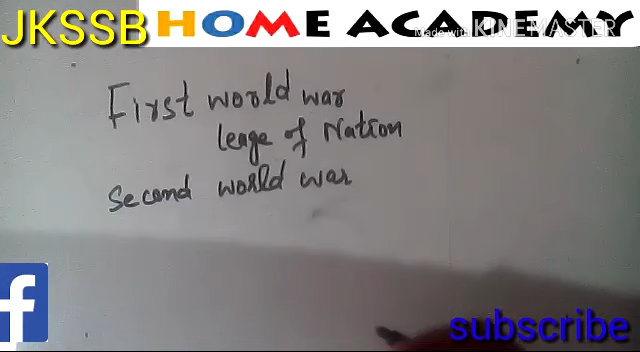 JKSSB HOME ACADEMY
Made with KINEMASTER
First world war
leage of Nation
Second world war
f
subscribe